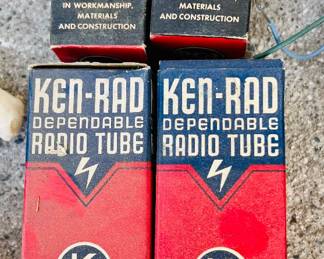 IN WORKMANSHIP,
MATERIALS
AND CONSTRUCTION
MATERIALS
AND CONSTRUCTION
KEN-RAD
DEPENDABLE
RADIO TUBE
KEN-RAD
DEPENDABLE
RADIO TUBE